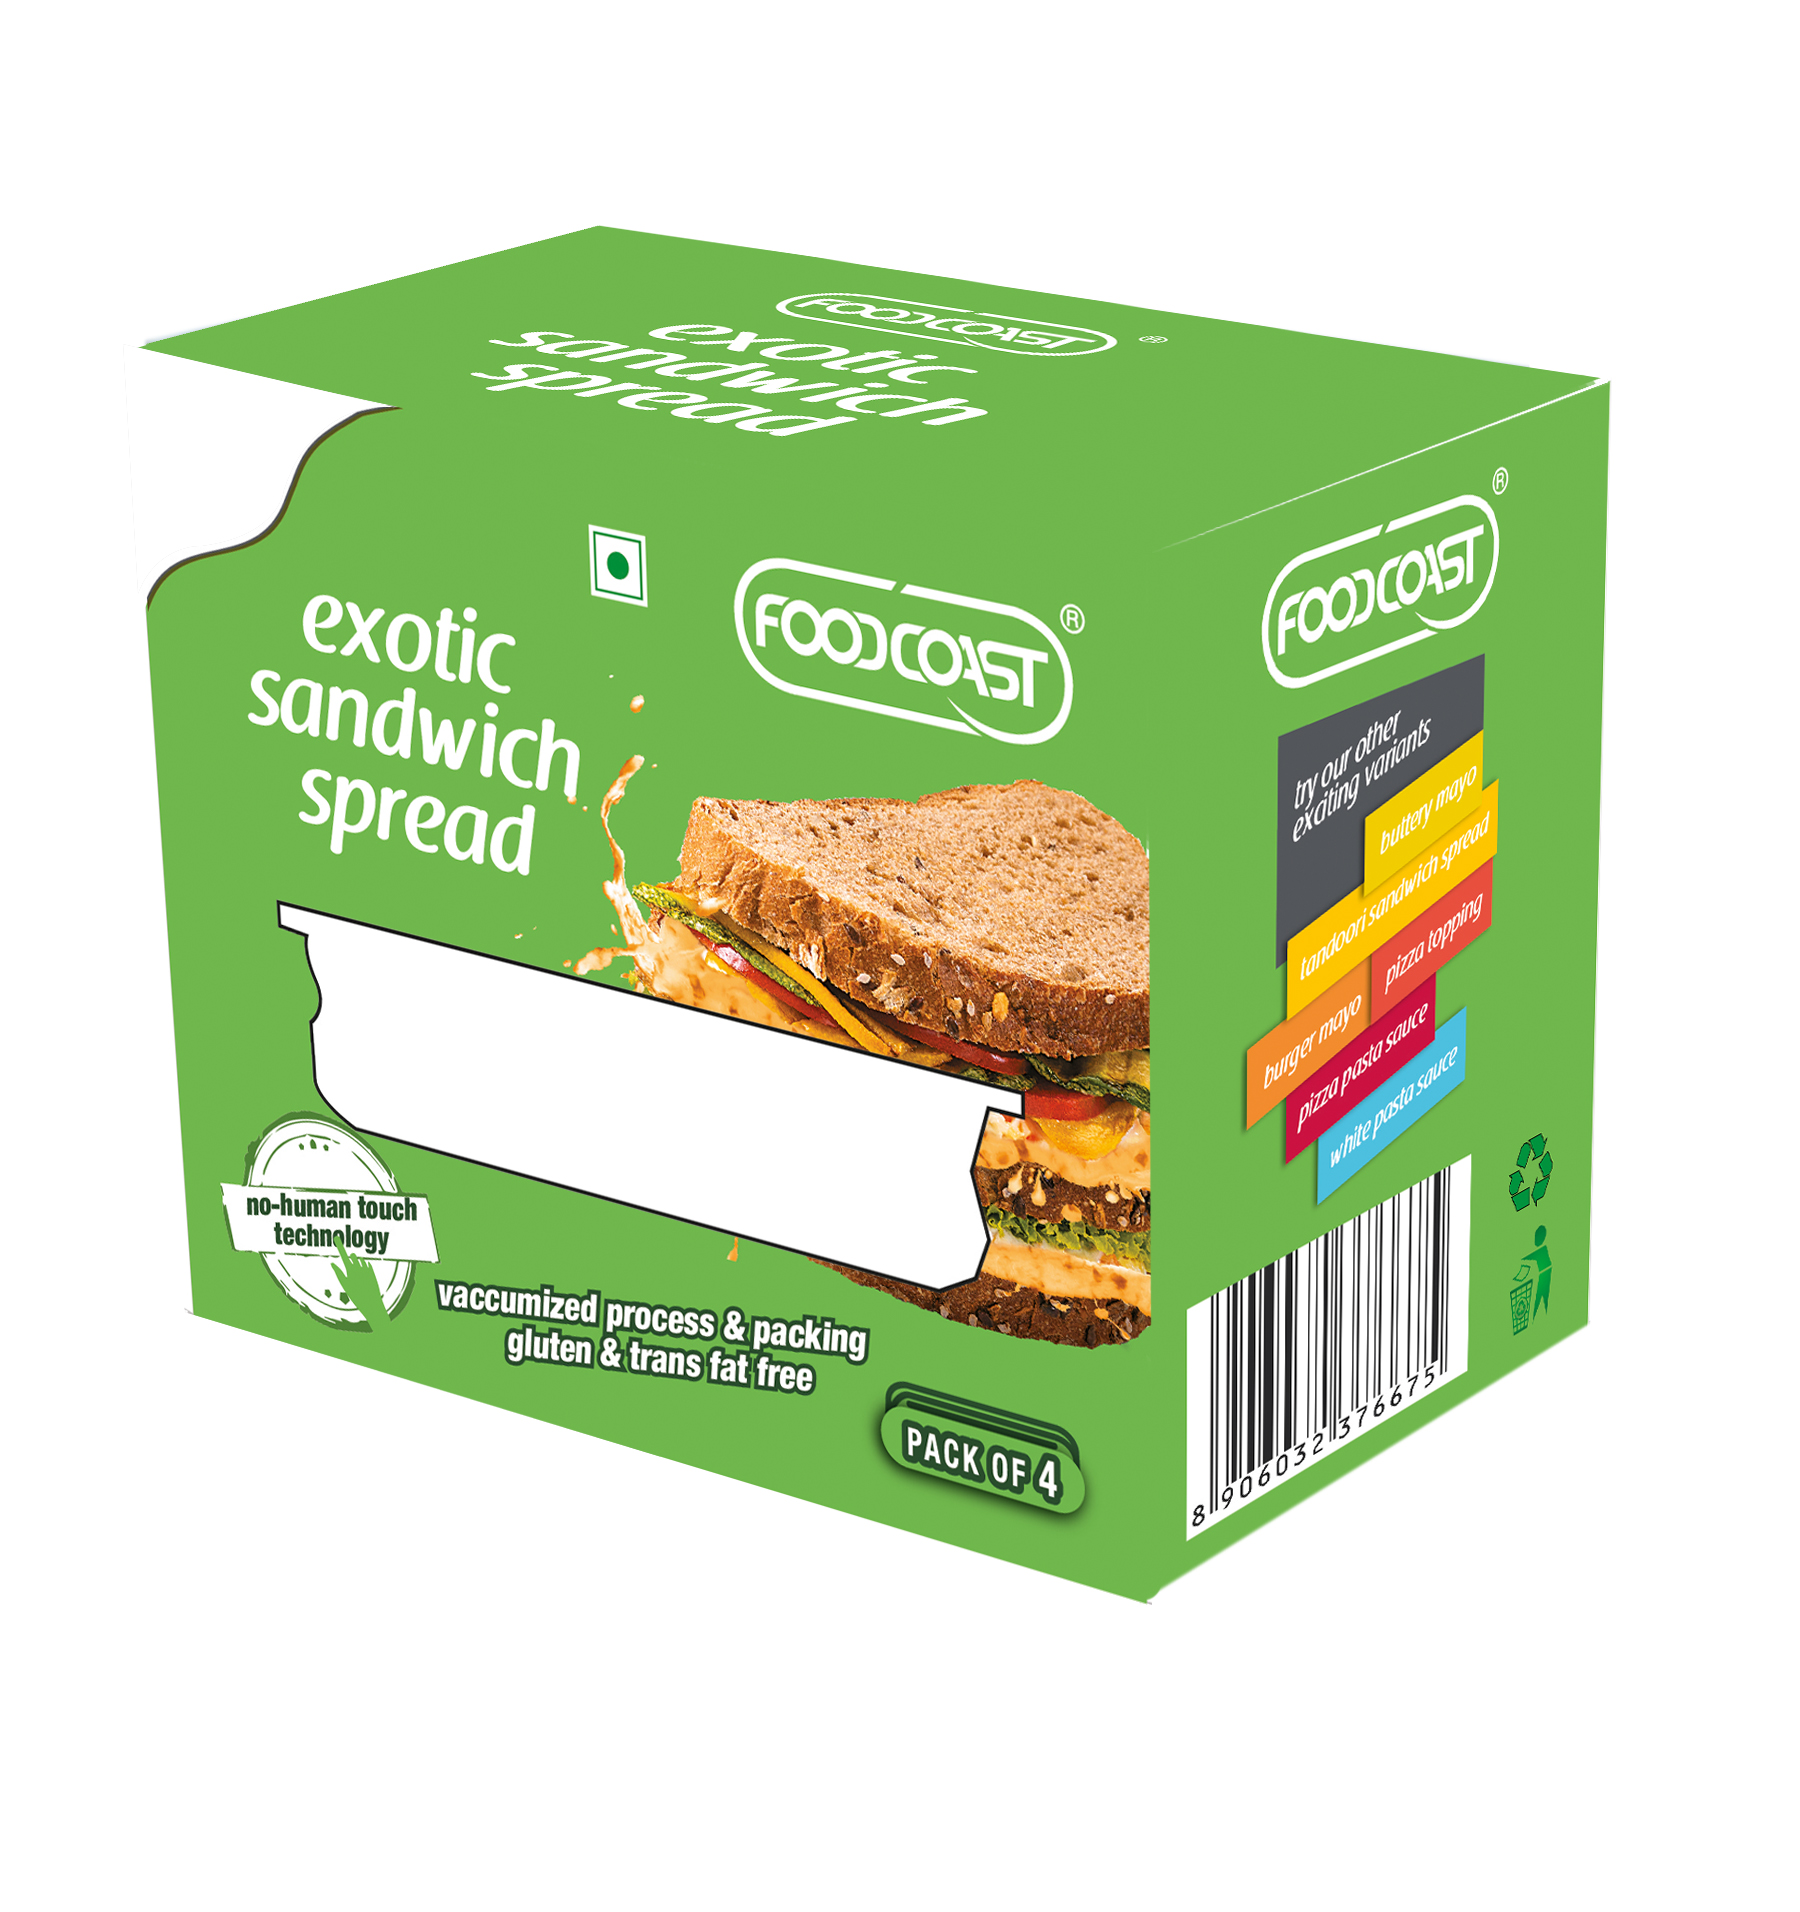 FOODCOAST ®
exotic
sandwich
spread
exotic
sandwich
spread
FOODCOAST ®
no-human touch
technology
vaccumized process & packing
gluten & trans fat free
PACK OF 4
FOODCOAST ®
try our other
exciting variants
buttery mayo
tandoori sandwich spread
pizza topping
burger mayo
pizza pasta sauce
white pasta sauce
8 906032 376675